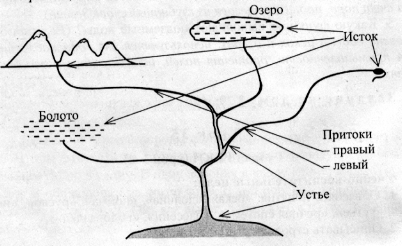 Озеро
Исток
Болото
Притоки
правый
левый
Устье